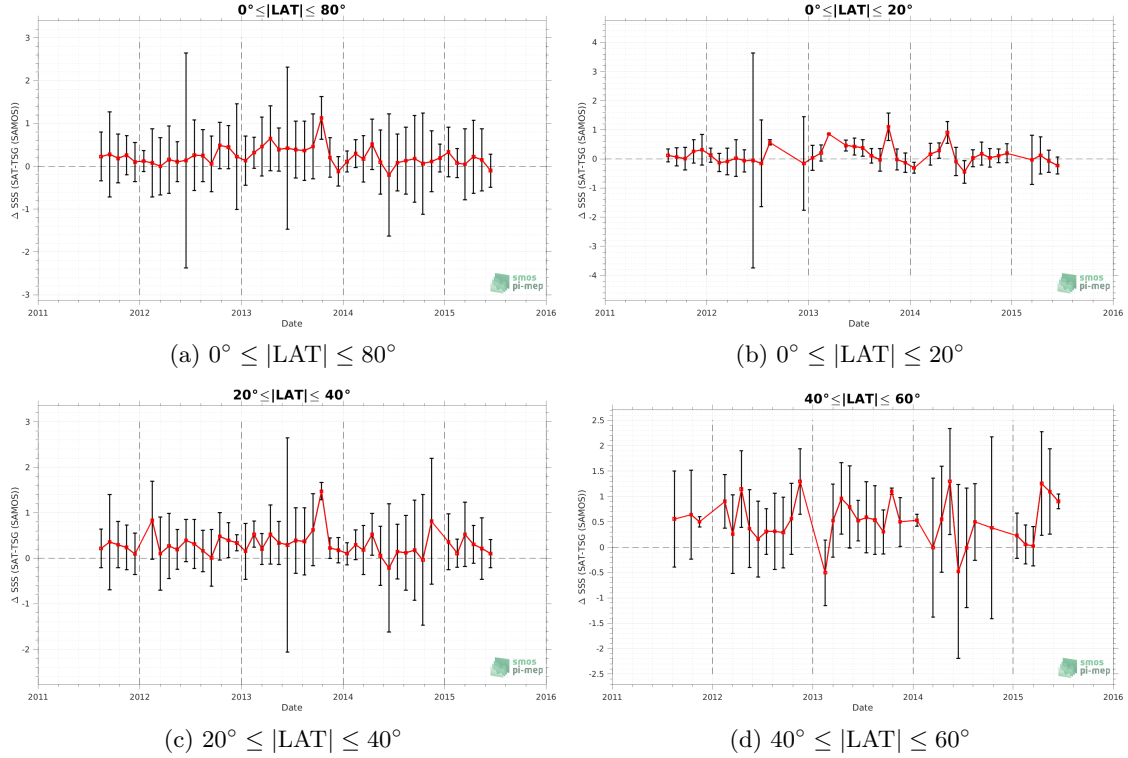 0°≤|LAT|≤ 80°
3
2
1
0
-1
-2
-3
Δ SSS (SAT-TSG (SAMOS))
2011 2012 2013 2014 2015 2016
Date
smos
pi-mep
(a) 0° ≤ |LAT| ≤ 80°
0°≤|LAT|≤ 20°
4
3
2
1
0
-1
-2
-3
-4
Δ SSS (SAT-TSG (SAMOS))
2011 2012 2013 2014 2015 2016
Date
smos
pi-mep
(b) 0° ≤ |LAT| ≤ 20°
20°≤|LAT|≤ 40°
3
2
1
0
-1
-2
Δ SSS (SAT-TSG (SAMOS))
2011 2012 2013 2014 2015 2016
Date
smos
pi-mep
(c) 20° ≤ |LAT| ≤ 40°
40°≤|LAT|≤ 60°
2.5
2
1.5
1
0.5
0
-0.5
-1
-1.5
-2
-2.5
Δ SSS (SAT-TSG (SAMOS))
2011 2012 2013 2014 2015 2016
Date
smos
pi-mep
(d) 40° ≤ |LAT| ≤ 60°